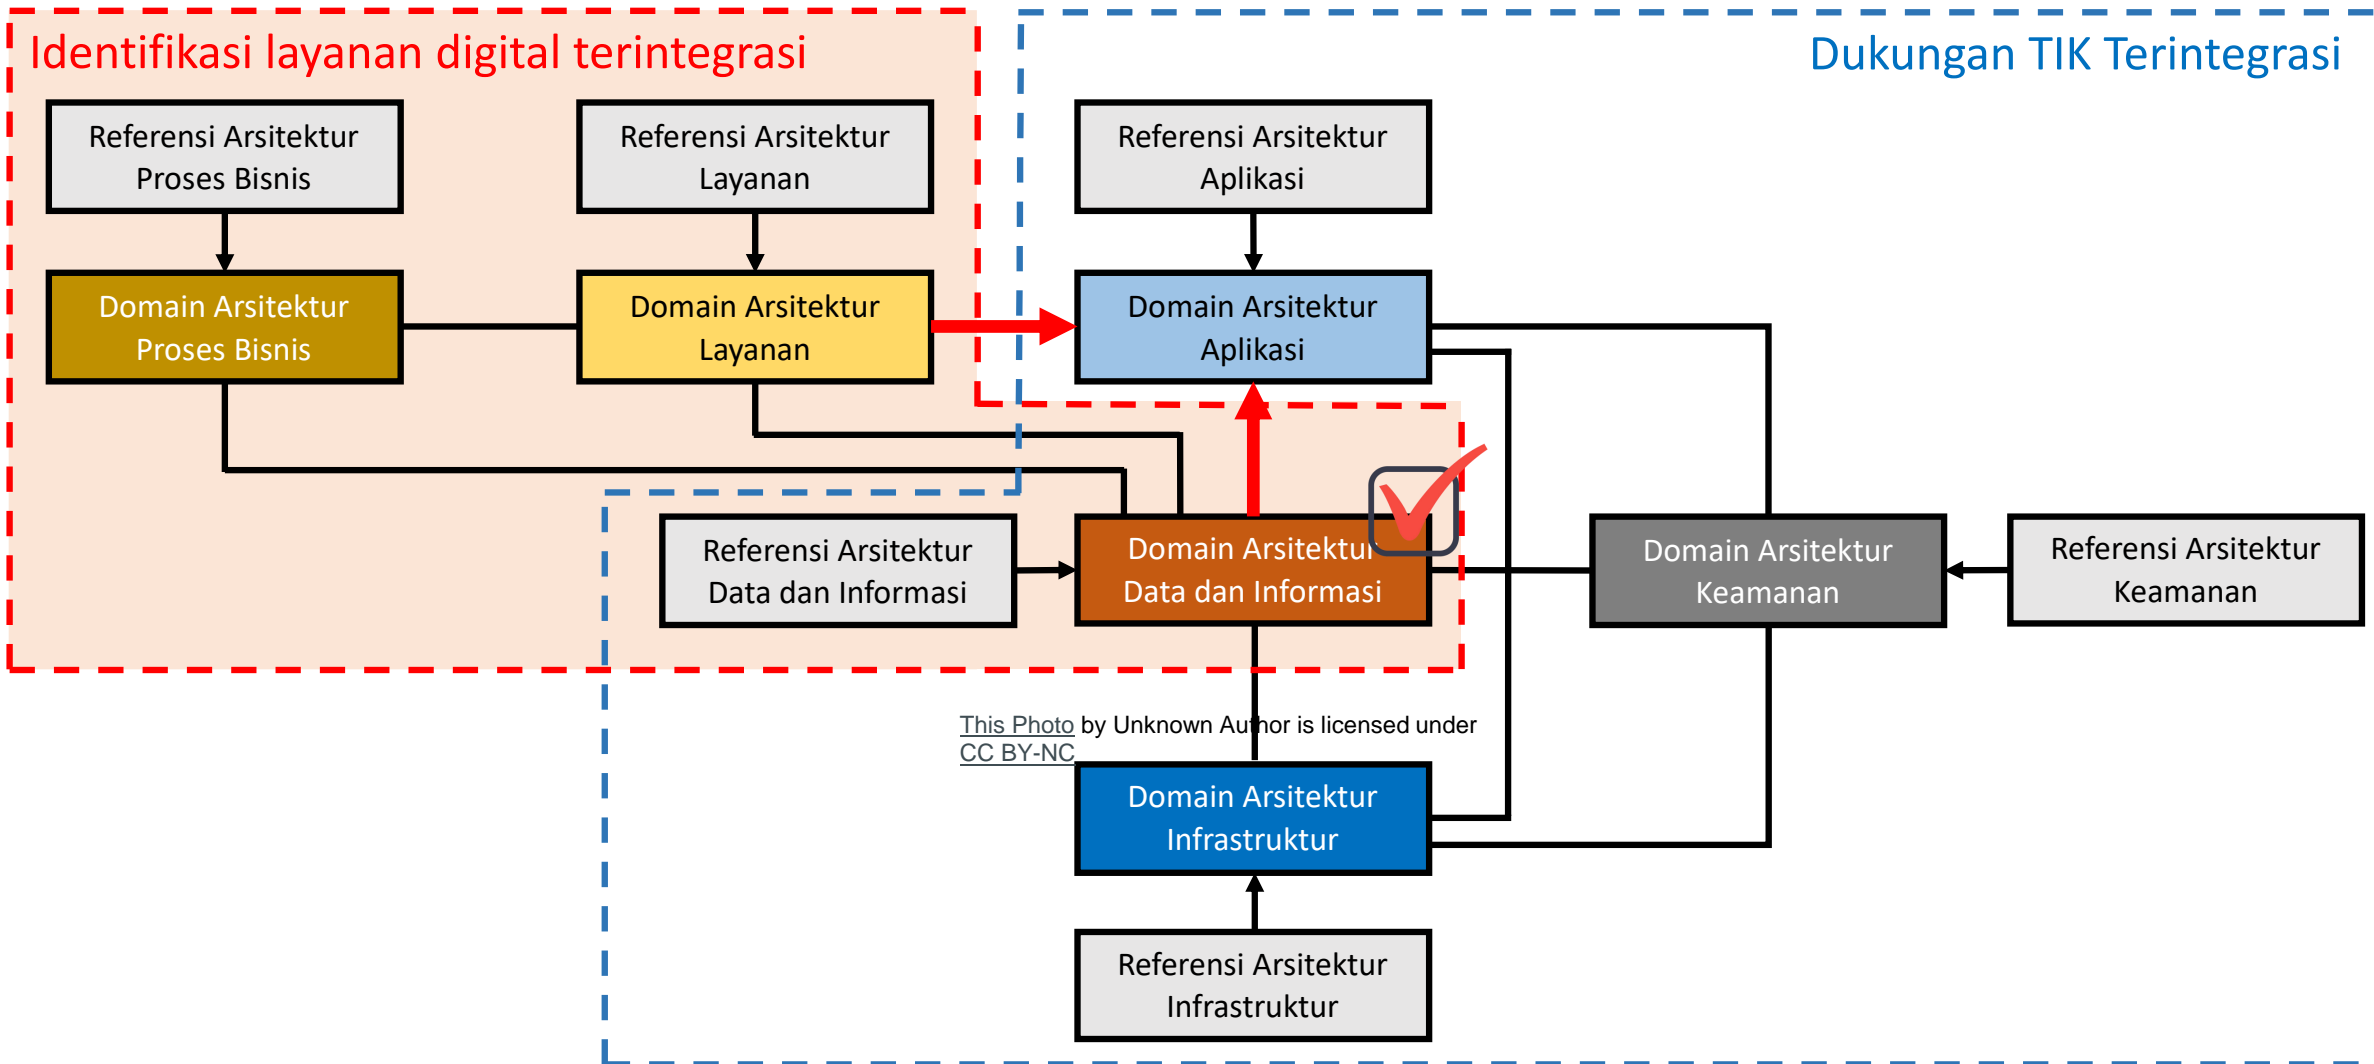 Identifikasi layanan digital terintegrasi
Dukungan TIK Terintegrasi
Referensi Arsitektur
Proses Bisnis
Referensi Arsitektur
Layanan
Referensi Arsitektur
Aplikasi
Domain Arsitektur
Proses Bisnis
Domain Arsitektur
Layanan
Domain Arsitektur
Aplikasi
Referensi Arsitektur
Data dan Informasi
Domain Arsitektur
Data dan Informasi
Domain Arsitektur
Keamanan
Referensi Arsitektur
Keamanan
This Photo by Unknown Author is licensed under
CC BY-NC
Domain Arsitektur
Infrastruktur
Referensi Arsitektur
Infrastruktur